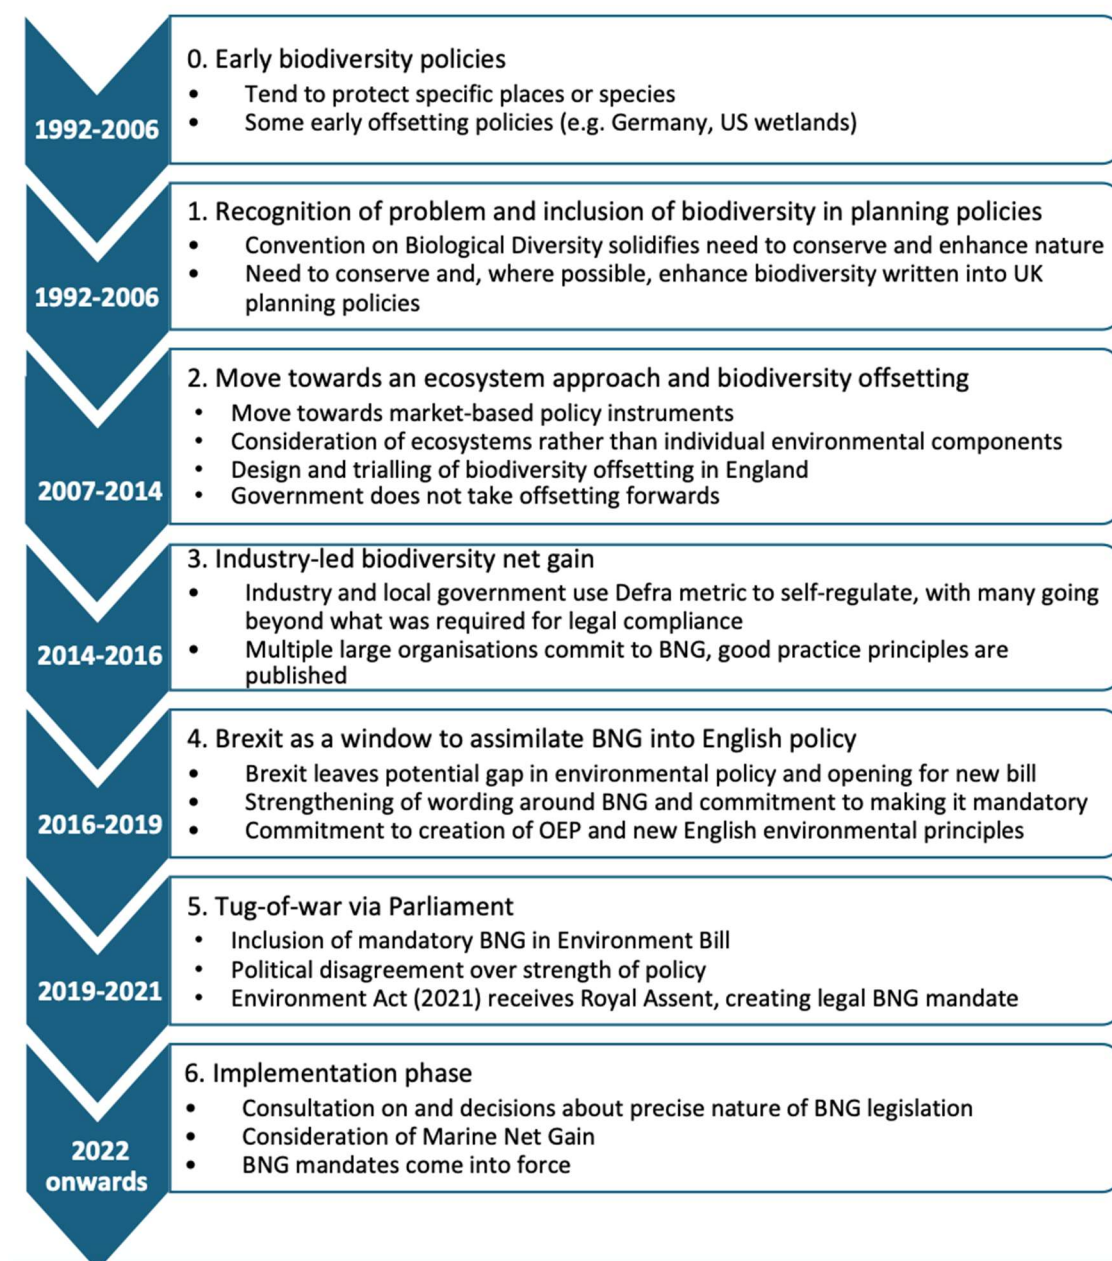 1992-2006
0. Early biodiversity policies
• Tend to protect specific places or species
• Some early offsetting policies (e.g. Germany, US wetlands)
1992-2006
1. Recognition of problem and inclusion of biodiversity in planning policies
• Convention on Biological Diversity solidifies need to conserve and enhance nature
• Need to conserve and, where possible, enhance biodiversity written into UK
planning policies
2007-2014
2. Move towards an ecosystem approach and biodiversity offsetting
• Move towards market-based policy instruments
• Consideration of ecosystems rather than individual environmental components
• Design and trialling of biodiversity offsetting in England
• Government does not take offsetting forwards
2014-2016
3. Industry-led biodiversity net gain
• Industry and local government use Defra metric to self-regulate, with many going
beyond what was required for legal compliance
• Multiple large organisations commit to BNG, good practice principles are
published
2016-2019
4. Brexit as a window to assimilate BNG into English policy
• Brexit leaves potential gap in environmental policy and opening for new bill
• Strengthening of wording around BNG and commitment to making it mandatory
• Commitment to creation of OEP and new English environmental principles
2019-2021
5. Tug-of-war via Parliament
• Inclusion of mandatory BNG in Environment Bill
• Political disagreement over strength of policy
• Environment Act (2021) receives Royal Assent, creating legal BNG mandate
2022
onwards
6. Implementation phase
• Consultation on and decisions about precise nature of BNG legislation
• Consideration of Marine Net Gain
• BNG mandates come into force